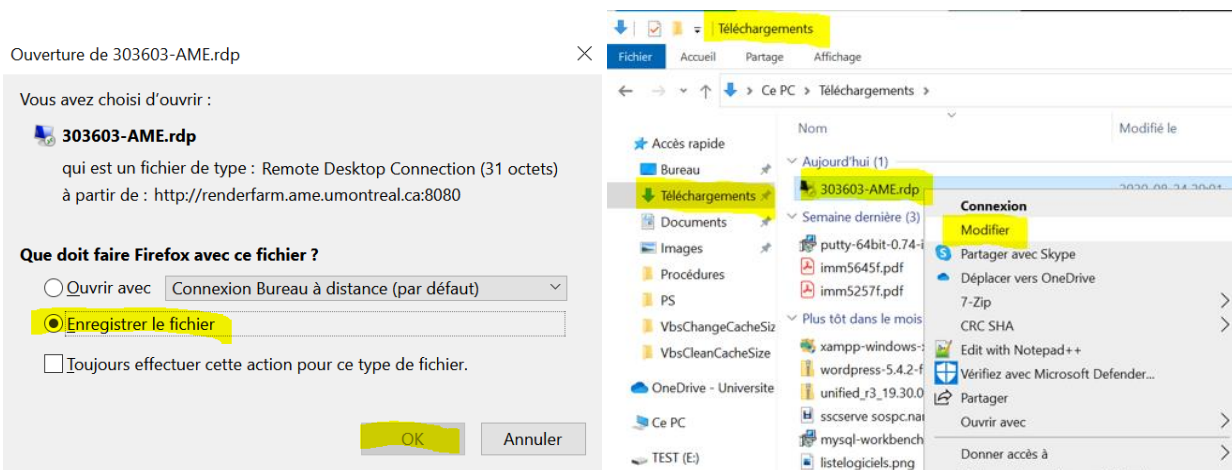 Ouverture de 303603-AME.rdp
Vous avez choisi d'ouvrir :
303603-AME.rdp
qui est un fichier de type : Remote Desktop Connection (31 octets)
à partir de : http://renderfarm.ame.umontreal.ca:8080
Que doit faire Firefox avec ce fichier ?
Ouvrir avec Connexion Bureau à distance (par défaut)
Enregistrer le fichier
Toujours effectuer cette action pour ce type de fichier.
OK Annuler
Téléchargements
Fichier Accueil Partage Affichage
Ce PC Téléchargements
Nom Modifié le
Accès rapide
Bureau
Téléchargements
Documents
Images
Procédures
PS
VbsChangeCacheSiz
VbsCleanCacheSize
OneDrive - Universite
Ce PC
TEST (E:)
Aujourd'hui (1)
303603-AME.rdp
Semaine dernière (3)
putty-64bit-0.74-i
imm5645f.pdf
imm5257f.pdf
Plus tôt dans le mois
xampp-windows-x
wordpress-5.4.2-f
unified_r3_19.30.0
sscserve sospc.nar
mysql-workbench
listelogiciels.png
Connexion
Modifier
Partager avec Skype
Déplacer vers OneDrive
7-Zip
CRC SHA
Edit with Notepad++
Vérifiez avec Microsoft Defender...
Partager
Ouvrir avec
Donner accès à